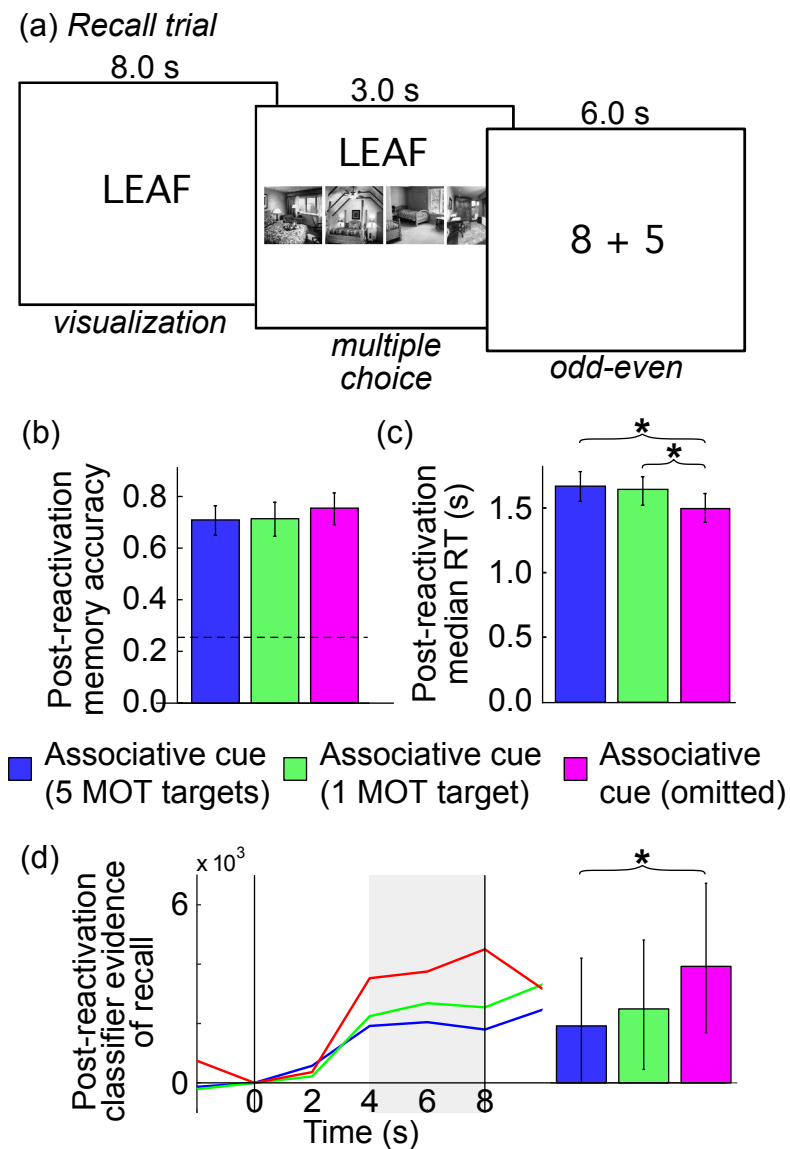 (a) Recall trial
8.0 s
3.0 s
6.0 s
LEAF
LEAF
8 + 5
visualization
multiple
choice
odd-even
(b)
(c)
Post-reactivation
memory accuracy
0.8
0.6
0.4
0.2
0.0
Post-reactivation
median RT (s)
1.5
1.0
0.5
0.0
*
*
Associative cue
(5 MOT targets)
Associative cue
(1 MOT target)
Associative
cue (omitted)
(d)
Post-reactivation
classifier evidence
of recall
x 10³
6
0
0 2 4 6 8
Time (s)
*